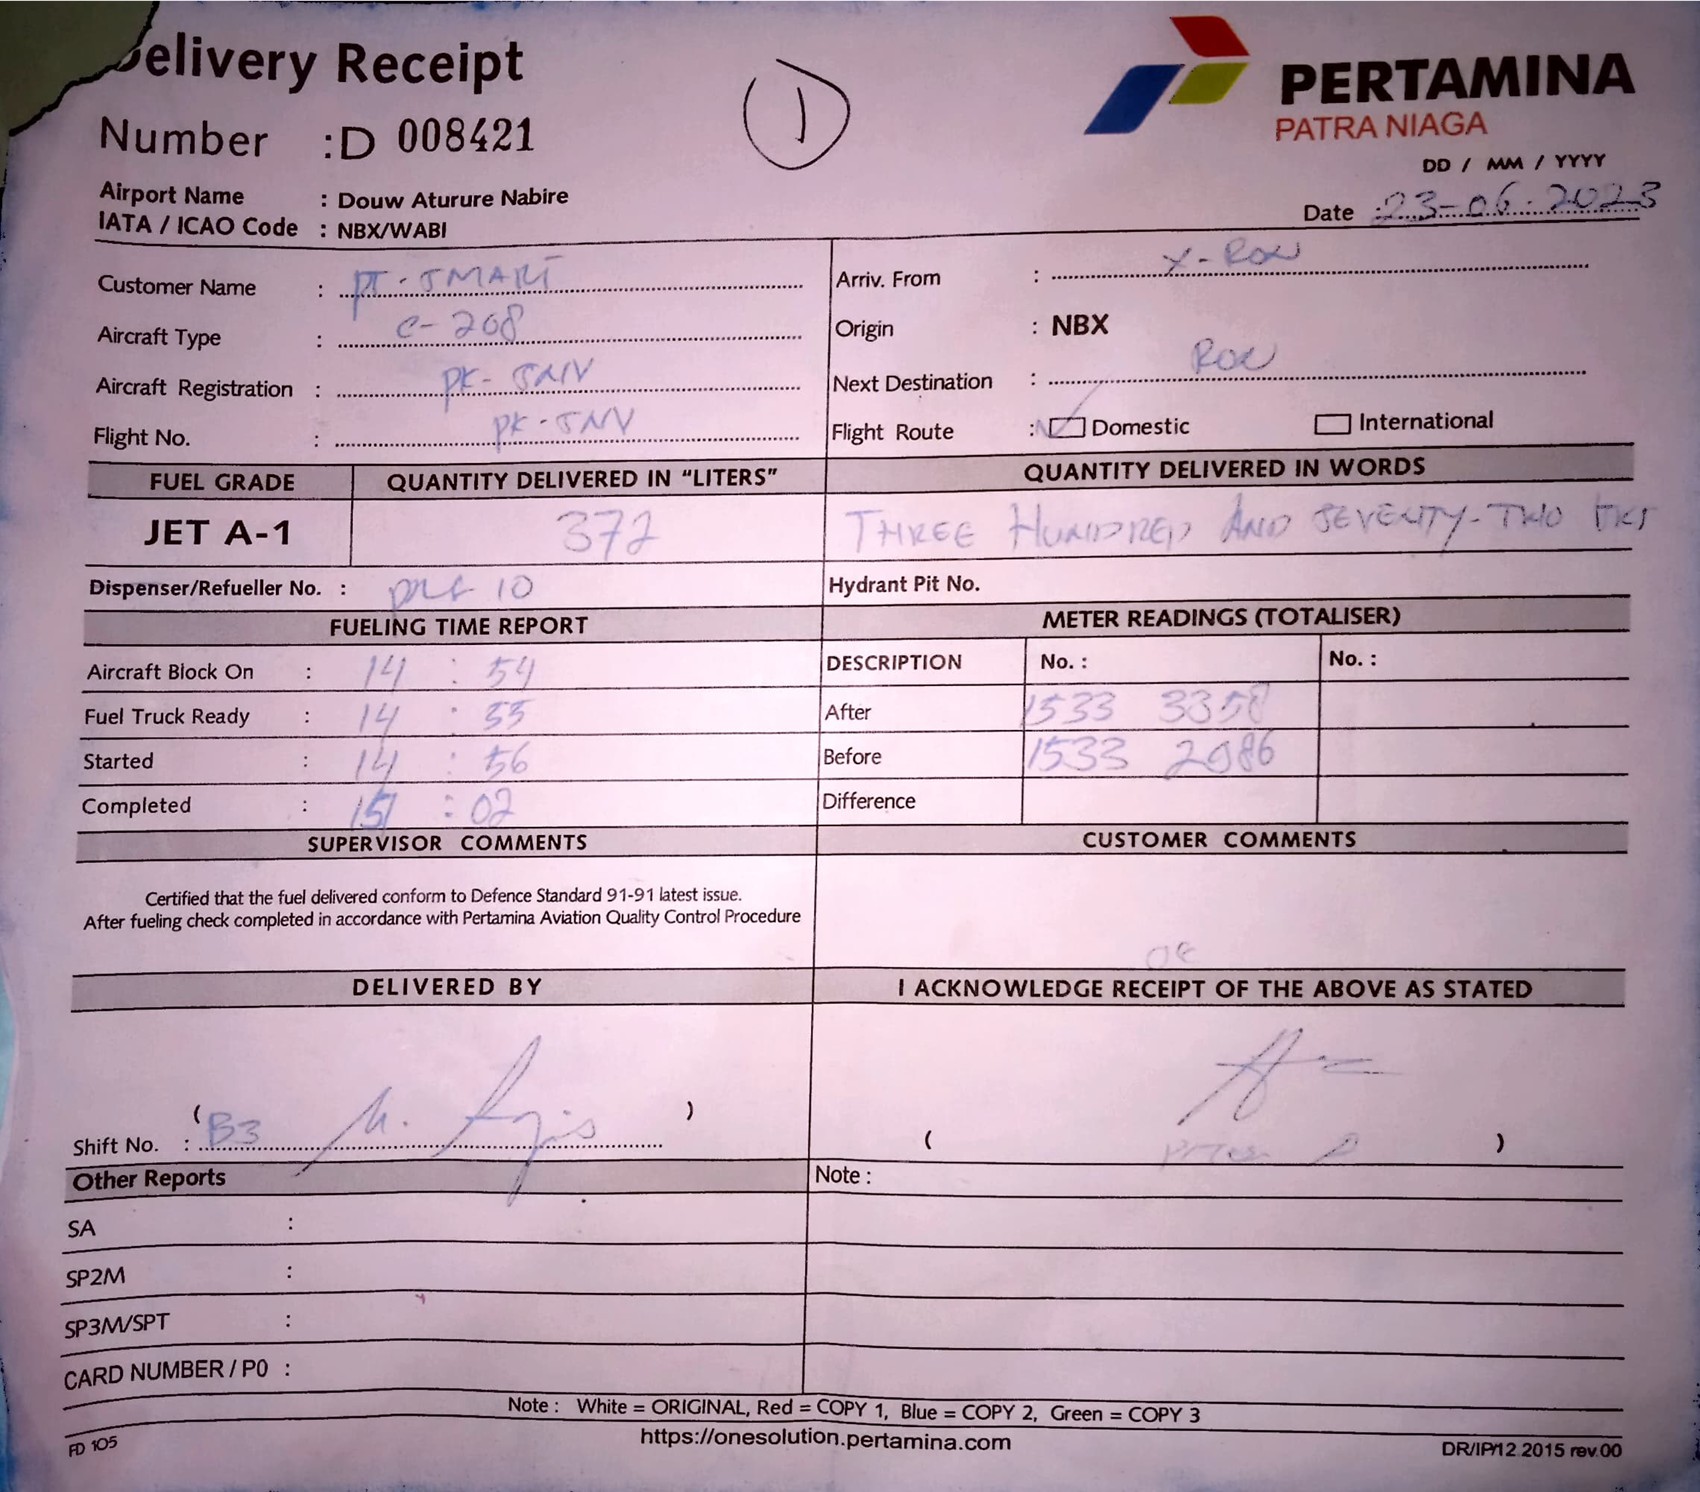 Delivery Receipt
Number : D 008421
1
PERTAMINA
PATRA NIAGA
DD / MM / YYYY
Airport Name : Douw Aturure Nabire
IATA / ICAO Code : NBX/WABI
Date : 23-06-2023
Customer Name : PT-SMART
Arriv. From : X-ROW
Aircraft Type : C-208
Origin : NBX
Aircraft Registration : PK-SNV
Next Destination : ROW
Flight No. : PK-SNV
Flight Route : Domestic International
FUEL GRADE QUANTITY DELIVERED IN "LITERS" QUANTITY DELIVERED IN WORDS
JET A-1 372 THREE HUNDRED AND SEVENTY-TWO
Dispenser/Refueller No. : 10 Hydrant Pit No.
FUELING TIME REPORT METER READINGS (TOTALISER)
Aircraft Block On : 14 : 54 DESCRIPTION No. : No. :
Fuel Truck Ready : 14 : 55 After 1533 3358
Started : 14 : 56 Before 1533 2986
Completed : 15 : 02 Difference
SUPERVISOR COMMENTS CUSTOMER COMMENTS
Certified that the fuel delivered conform to Defence Standard 91-91 latest issue.
After fueling check completed in accordance with Pertamina Aviation Quality Control Procedure
DELIVERED BY I ACKNOWLEDGE RECEIPT OF THE ABOVE AS STATED
( )
Shift No. : B3 ( )
Other Reports Note :
SA :
SP2M :
SP3M/SPT :
CARD NUMBER / P0 :
Note : White = ORIGINAL, Red = COPY 1, Blue = COPY 2, Green = COPY 3
https://onesolution.pertamina.com
FD 105
DR/IP/12.2015 rev.00